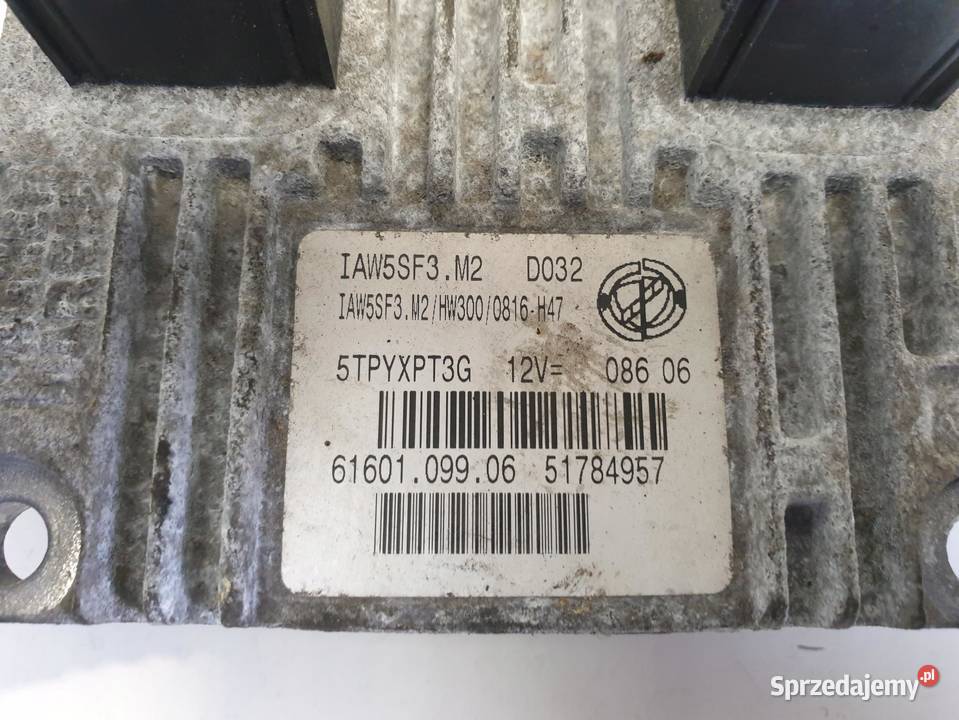 IAW5SF3.M2 D032
IAW5SF3.M2/HW300/0816-H47
5TPYXPT3G 12V= 086 06
61601.099.06 51784957
Sprzedajemy.pl